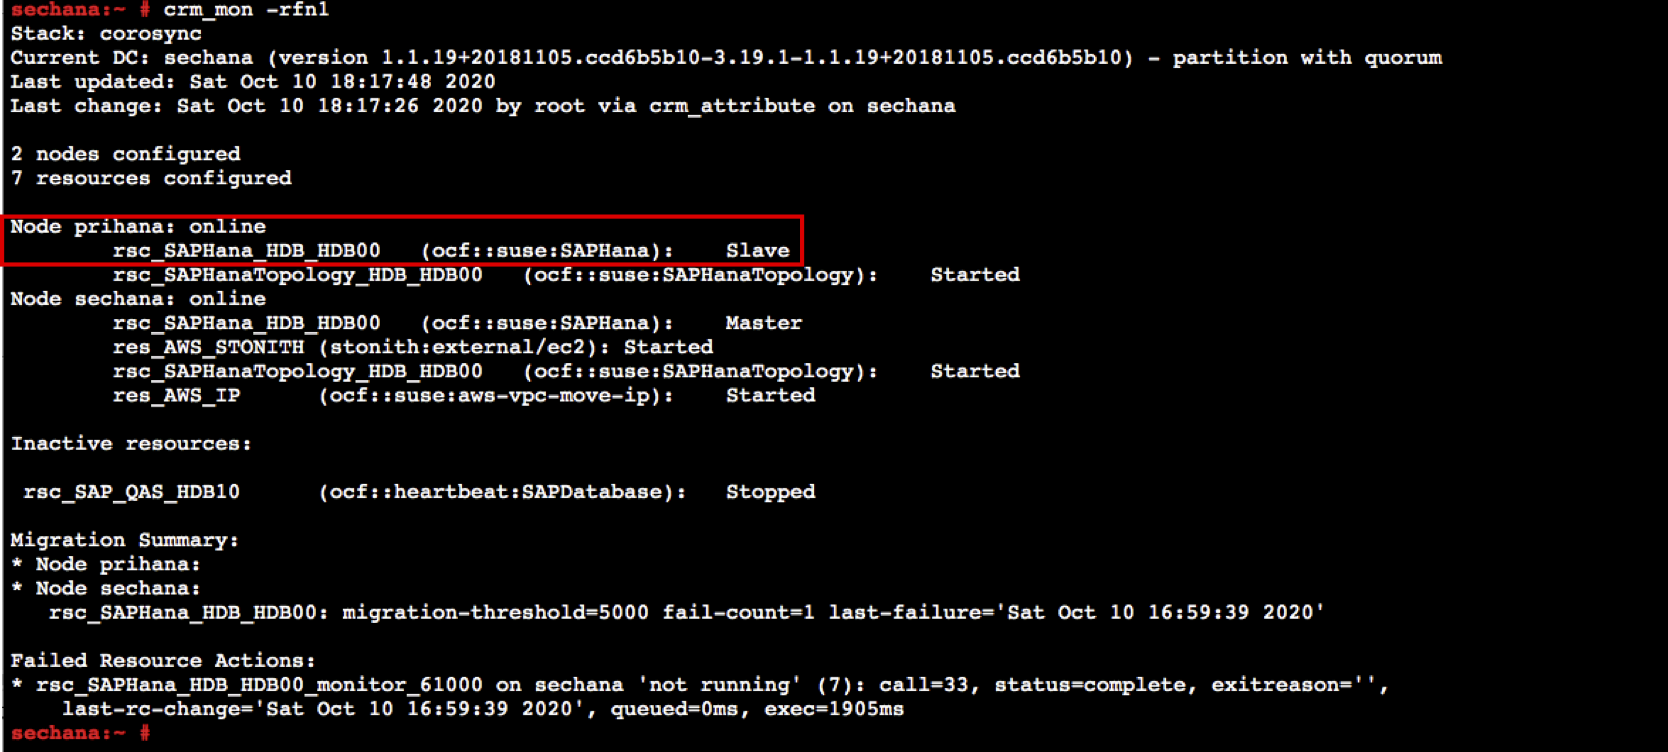 sechana:~ # crm_mon -rfn1
Stack: corosync
Current DC: sechana (version 1.1.19+20181105.ccd6b5b10-3.19.1-1.1.19+20181105.ccd6b5b10) - partition with quorum
Last updated: Sat Oct 10 18:17:48 2020
Last change: Sat Oct 10 18:17:26 2020 by root via crm_attribute on sechana
2 nodes configured
7 resources configured
Node prihana: online
rsc_SAPHana_HDB_HDB00 (ocf::suse:SAPHana): Slave
rsc_SAPHanaTopology_HDB_HDB00 (ocf::suse:SAPHanaTopology): Started
Node sechana: online
rsc_SAPHana_HDB_HDB00 (ocf::suse:SAPHana): Master
res_AWS_STONITH (stonith:external/ec2): Started
rsc_SAPHanaTopology_HDB_HDB00 (ocf::suse:SAPHanaTopology): Started
res_AWS_IP (ocf::suse:aws-vpc-move-ip): Started
Inactive resources:
rsc_SAP_QAS_HDB10 (ocf::heartbeat:SAPDatabase): Stopped
Migration Summary:
* Node prihana:
* Node sechana:
rsc_SAPHana_HDB_HDB00: migration-threshold=5000 fail-count=1 last-failure='Sat Oct 10 16:59:39 2020'
Failed Resource Actions:
* rsc_SAPHana_HDB_HDB00_monitor_61000 on sechana 'not running' (7): call=33, status=complete, exitreason='',
last-rc-change='Sat Oct 10 16:59:39 2020', queued=0ms, exec=1905ms
sechana:~ #